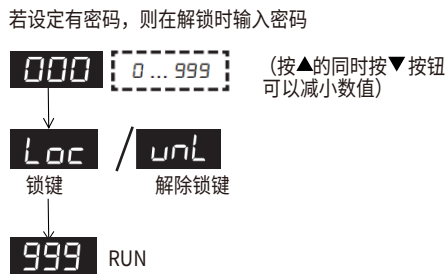 若设定有密码，则在解锁时输入密码
000 0 ... 999 （按▲的同时按▼按钮
可以减小数值）
Loc / unL
锁键 解除锁键
999 RUN